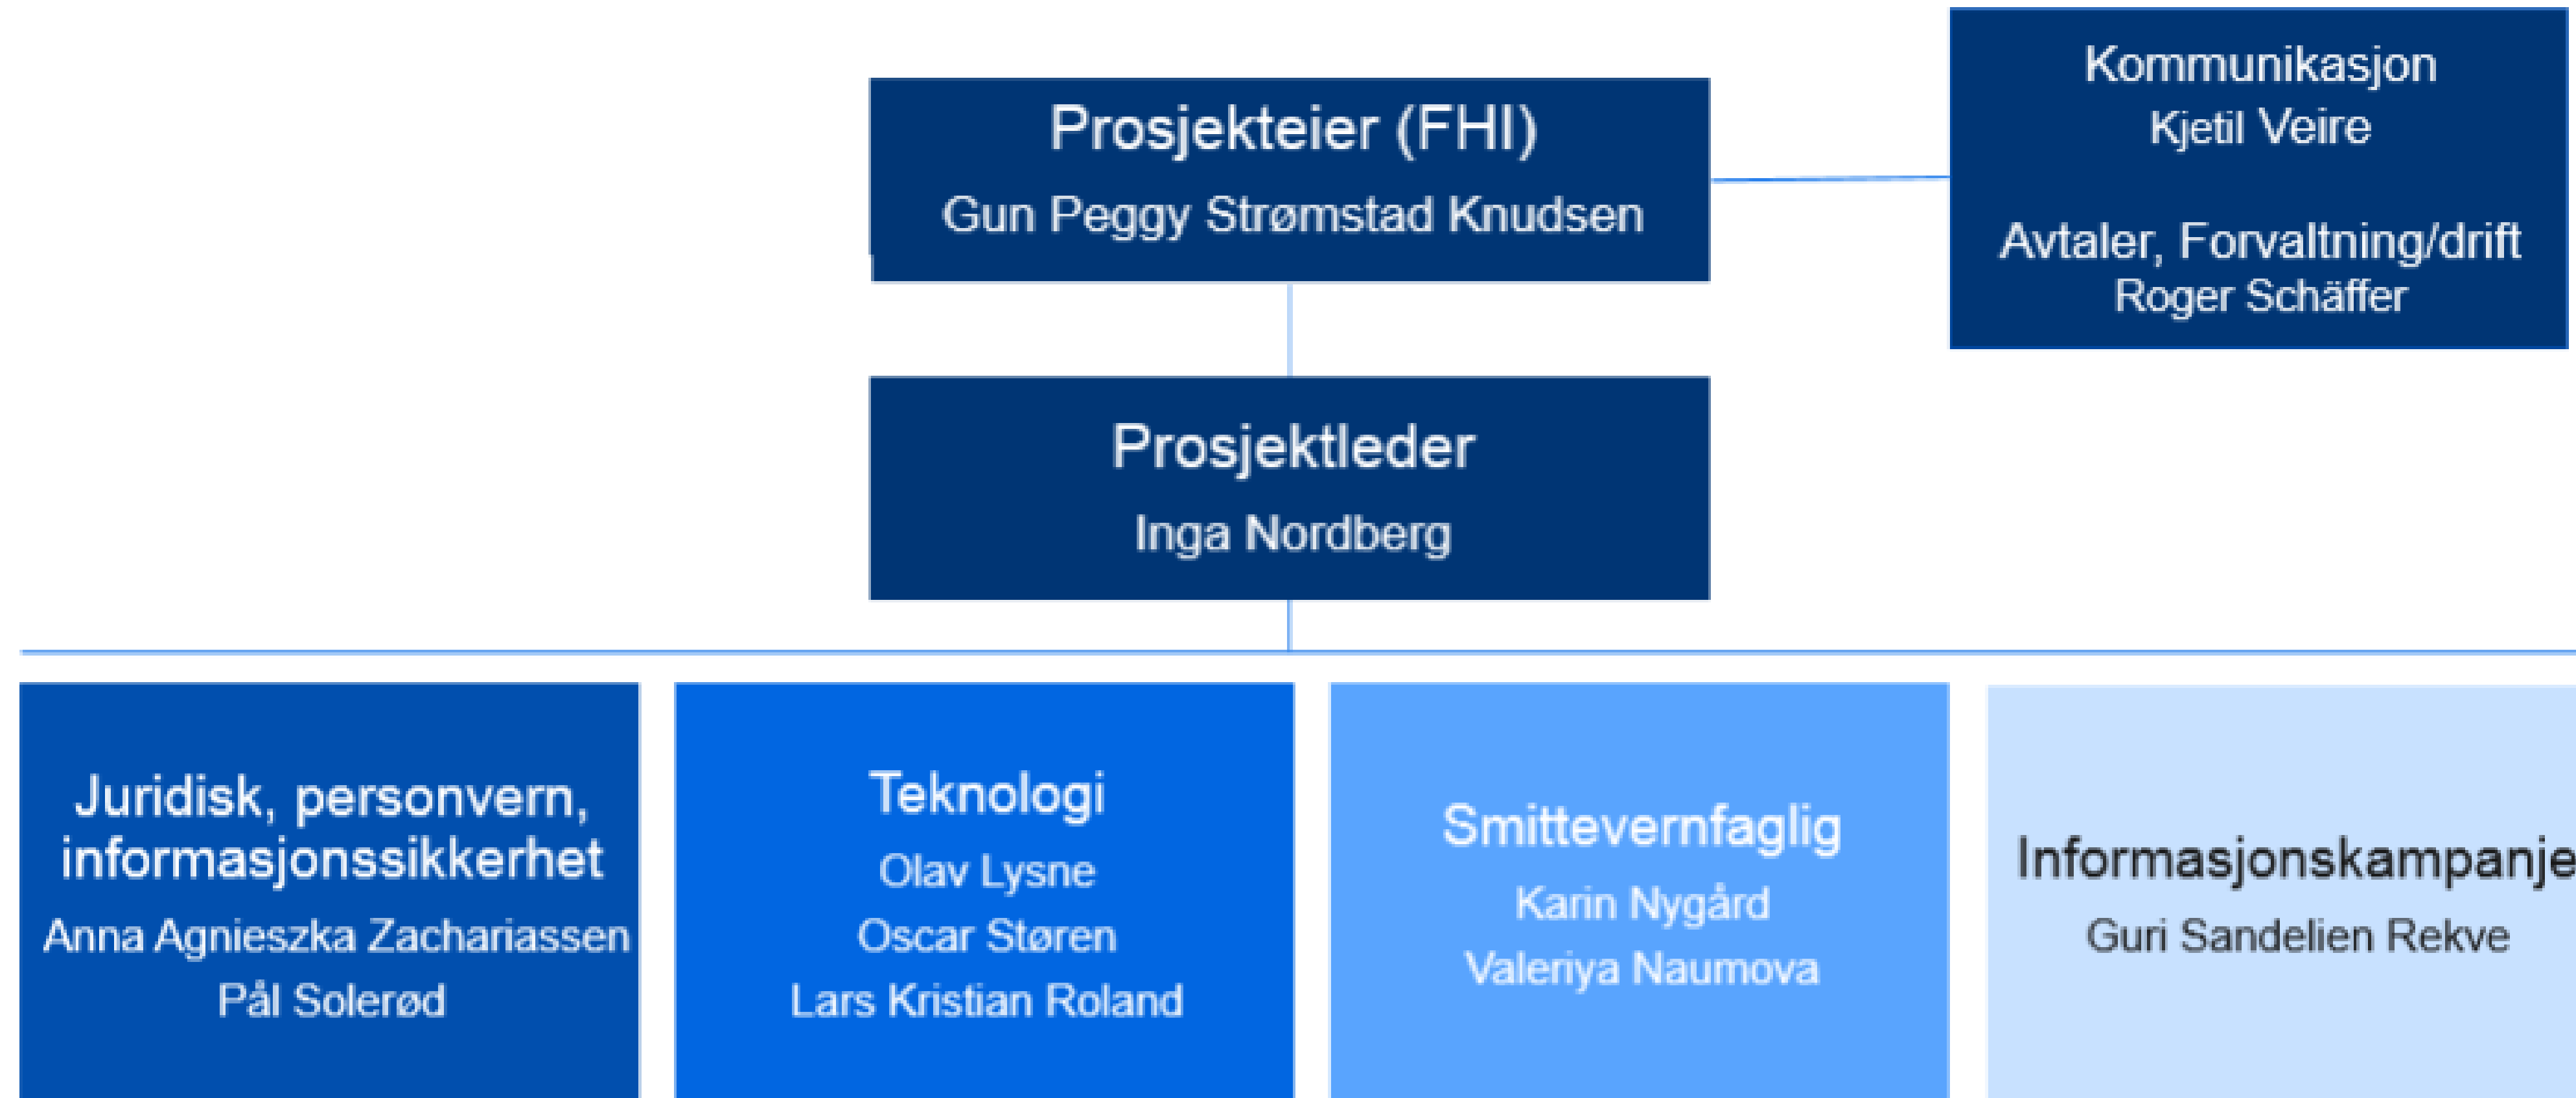 Kommunikasjon
Kjetil Veire
Avtaler, Forvaltning/drift
Roger Schäffer
Prosjekteier (FHI)
Gun Peggy Strømstad Knudsen
Prosjektleder
Inga Nordberg
Juridisk, personvern,
informasjonssikkerhet
Anna Agnieszka Zachariassen
Pål Solerød
Teknologi
Olav Lysne
Oscar Støren
Lars Kristian Roland
Smittevernfaglig
Karin Nygård
Valeriya Naumova
Informasjonskampanje
Guri Sandelien Rekve